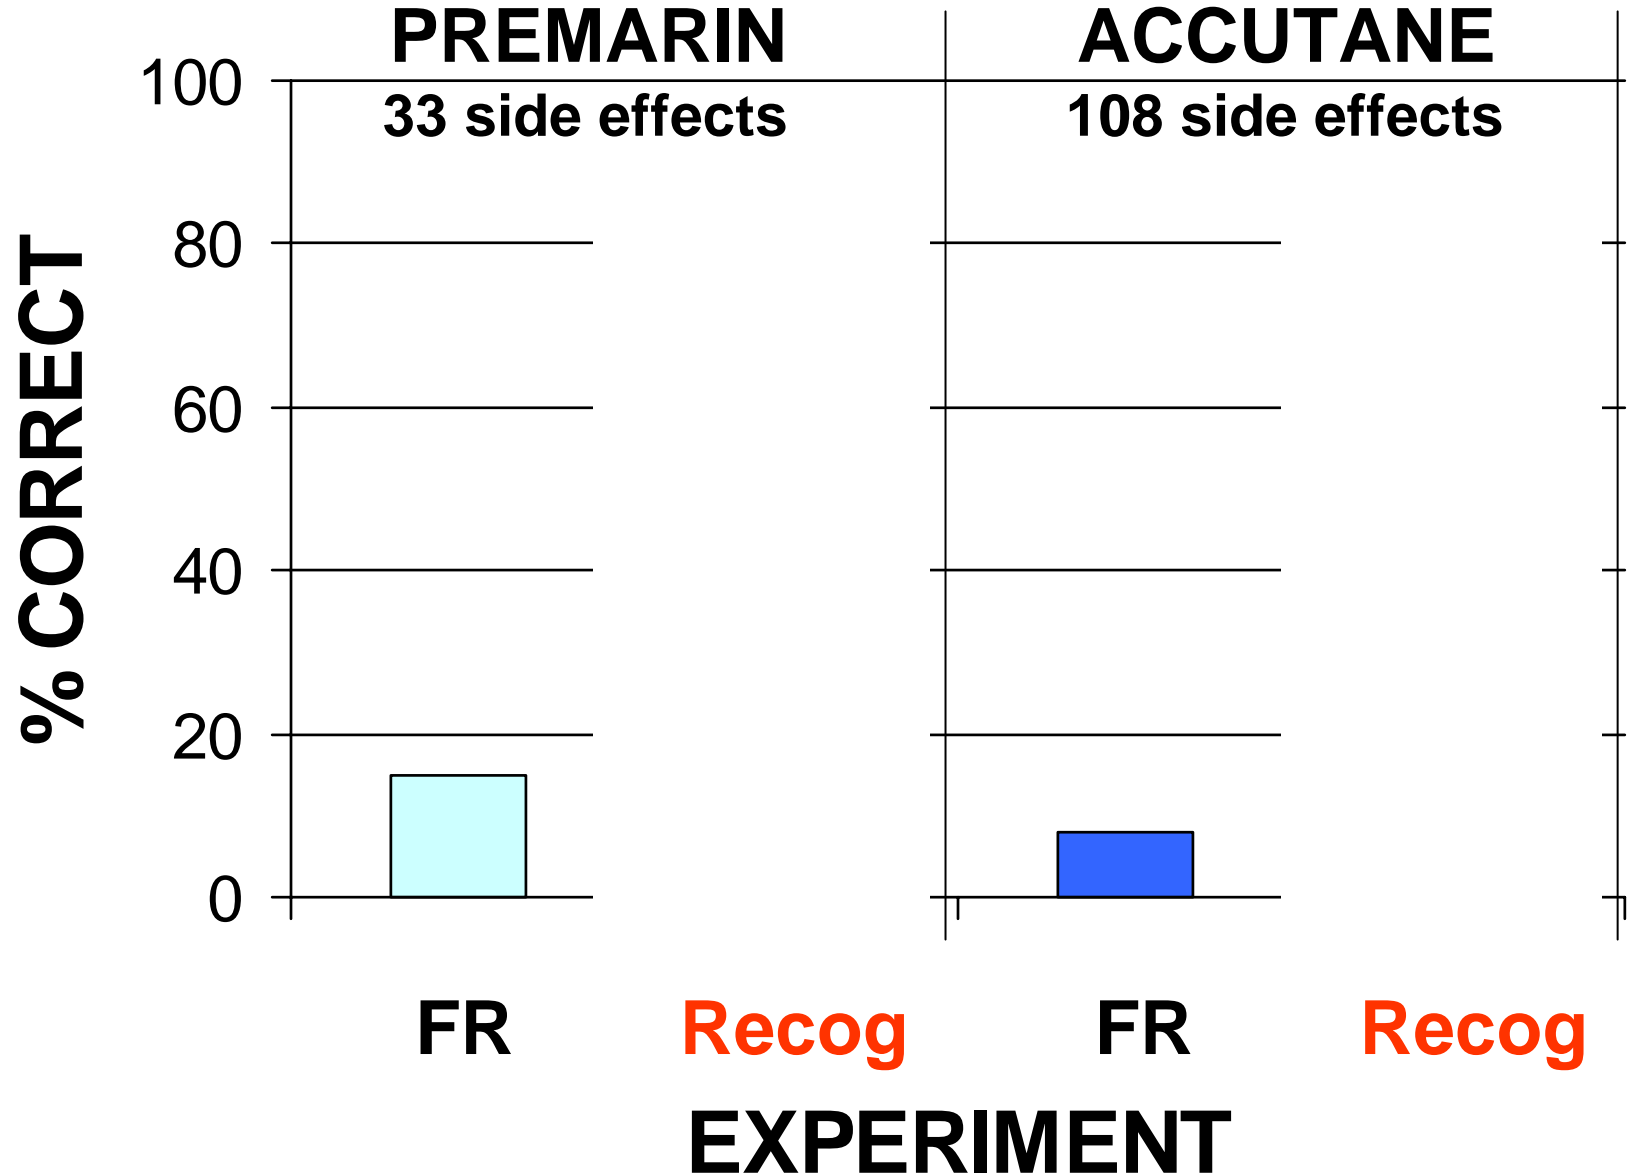 PREMARIN
ACCUTANE
33 side effects
108 side effects
% CORRECT
100
80
60
40
20
0
FR
Recog
FR
Recog
EXPERIMENT